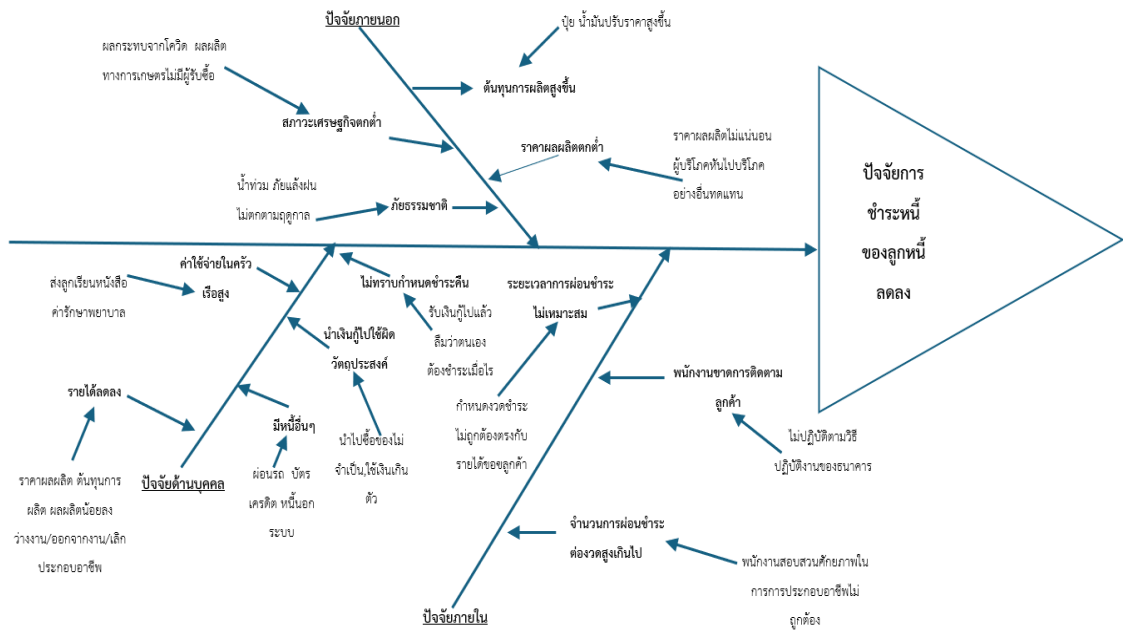 ปัจจัยภายนอก
ปุ๋ย น้ำมันปรับราคาสูงขึ้น
ต้นทุนการผลิตสูงขึ้น
ผลกระทบจากโควิด ผลผลิต
ทางการเกษตรไม่มีผู้รับซื้อ
สภาวะเศรษฐกิจตกต่ำ
ราคาผลผลิตตกต่ำ
ราคาผลผลิตไม่แน่นอน
ผู้บริโภคหันไปบริโภค
อย่างอื่นทดแทน
น้ำท่วม ภัยแล้งฝน
ไม่ตกตามฤดูกาล
ภัยธรรมชาติ
ปัจจัยการ
ชำระหนี้
ของลูกหนี้
ลดลง
ค่าใช้จ่ายในครัว
เรือสูง
ส่งลูกเรียนหนังสือ
ค่ารักษาพยาบาล
ไม่ทราบกำหนดชำระคืน
รับเงินกู้ไปแล้ว
ลืมว่าตนเอง
ต้องชำระเมื่อไร
นำเงินกู้ไปใช้ผิด
วัตถุประสงค์
นำไปซื้อของไม่
จำเป็น,ใช้เงินเกิน
ตัว
รายได้ลดลง
ราคาผลผลิต ต้นทุนการ
ผลิต ผลผลิตน้อยลง
ว่างงาน/ออกจากงาน/เลิก
ประกอบอาชีพ
มีหนี้อื่นๆ
ผ่อนรถ บัตร
เครดิต หนี้นอก
ระบบ
ปัจจัยด้านบุคคล
ระยะเวลาการผ่อนชำระ
ไม่เหมาะสม
กำหนดงวดชำระ
ไม่ถูกต้องตรงกับ
รายได้ขอขลูกค้า
พนักงานขาดการติดตาม
ลูกค้า
ไม่ปฏิบัติตามวิธี
ปฏิบัติงานของธนาคาร
จำนวนการผ่อนชำระ
ต่องวดสูงเกินไป
พนักงานสอบสวนศักยภาพใน
การการประกอบอาชีพไม่
ถูกต้อง
ปัจจัยภายใน